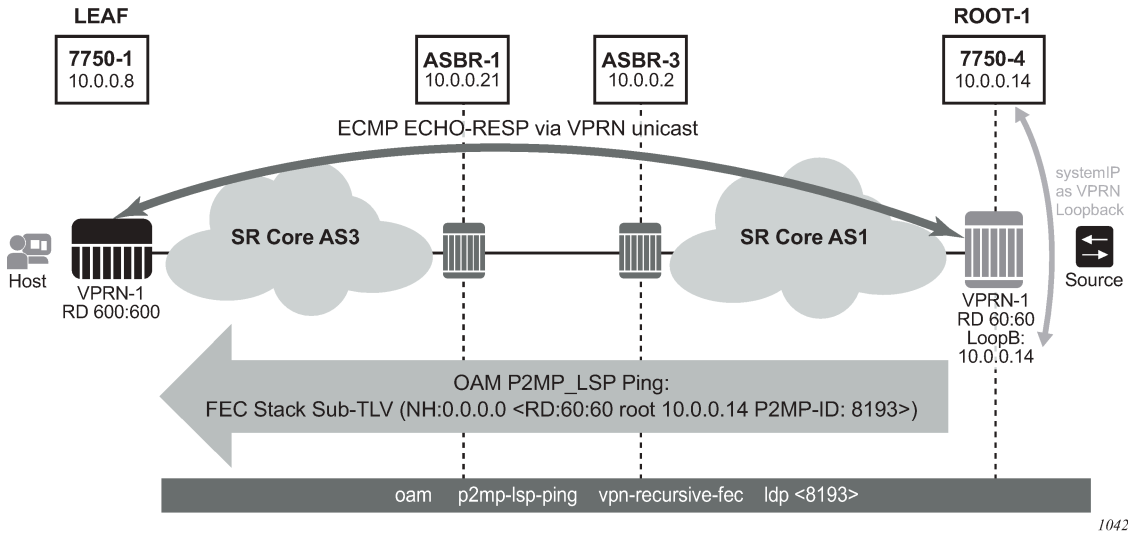 LEAF
ROOT-1
7750-1
10.0.0.8
ASBR-1
10.0.0.21
ASBR-3
10.0.0.2
7750-4
10.0.0.14
ECMP ECHO-RESP via VPRN unicast
systemIP
as VPRN
Loopback
SR Core AS3
SR Core AS1
Host
Source
VPRN-1
RD 600:600
VPRN-1
RD 60:60
LoopB:
10.0.0.14
OAM P2MP_LSP Ping:
FEC Stack Sub-TLV (NH:0.0.0.0 <RD:60:60 root 10.0.0.14 P2MP-ID: 8193>)
oam p2mp-lsp-ping vpn-recursive-fec ldp <8193>
1042